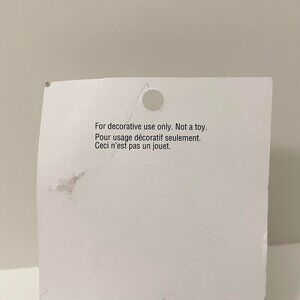 For decorative use only. Not a toy.
Pour usage décoratif seulement.
Ceci n'est pas un jouet.